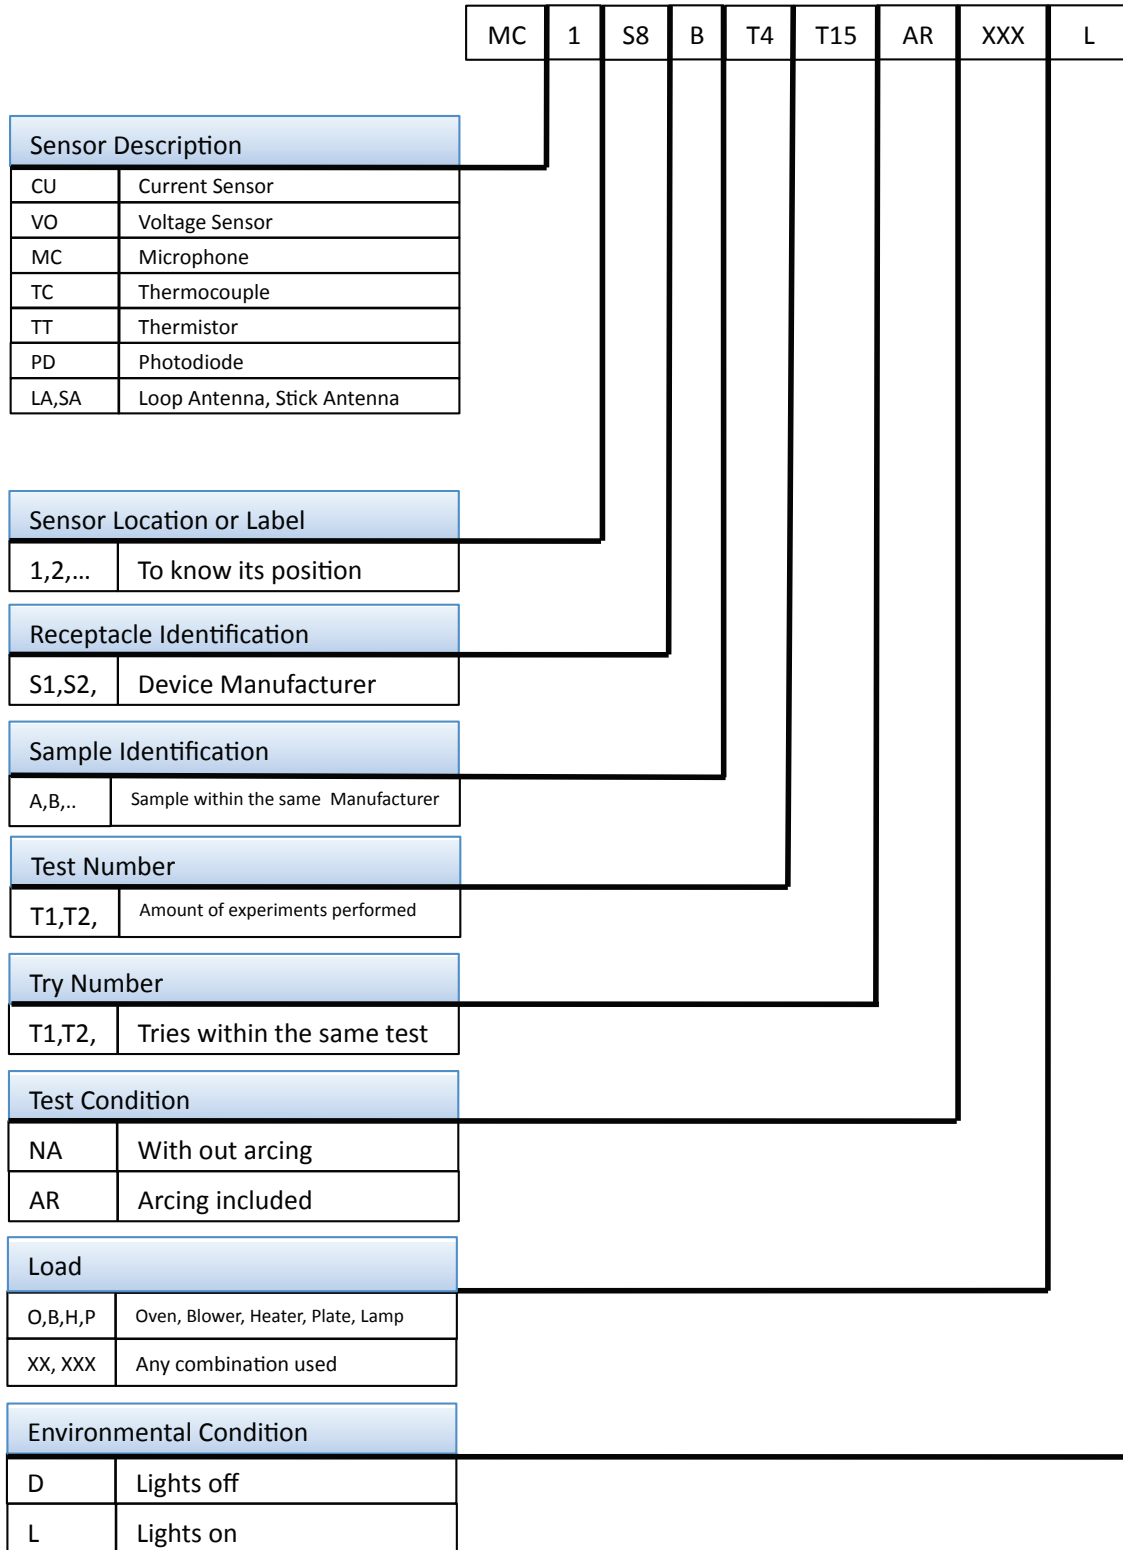 MC 1 S8 B T4 T15 AR XXX L
Sensor Description
CU Current Sensor
VO Voltage Sensor
MC Microphone
TC Thermocouple
TT Thermistor
PD Photodiode
LA,SA Loop Antenna, Stick Antenna
Sensor Location or Label
1,2,... To know its position
Receptacle Identification
S1,S2, Device Manufacturer
Sample Identification
A,B,.. Sample within the same Manufacturer
Test Number
T1,T2, Amount of experiments performed
Try Number
T1,T2, Tries within the same test
Test Condition
NA With out arcing
AR Arcing included
Load
O,B,H,P Oven, Blower, Heater, Plate, Lamp
XX, XXX Any combination used
Environmental Condition
D Lights off
L Lights on